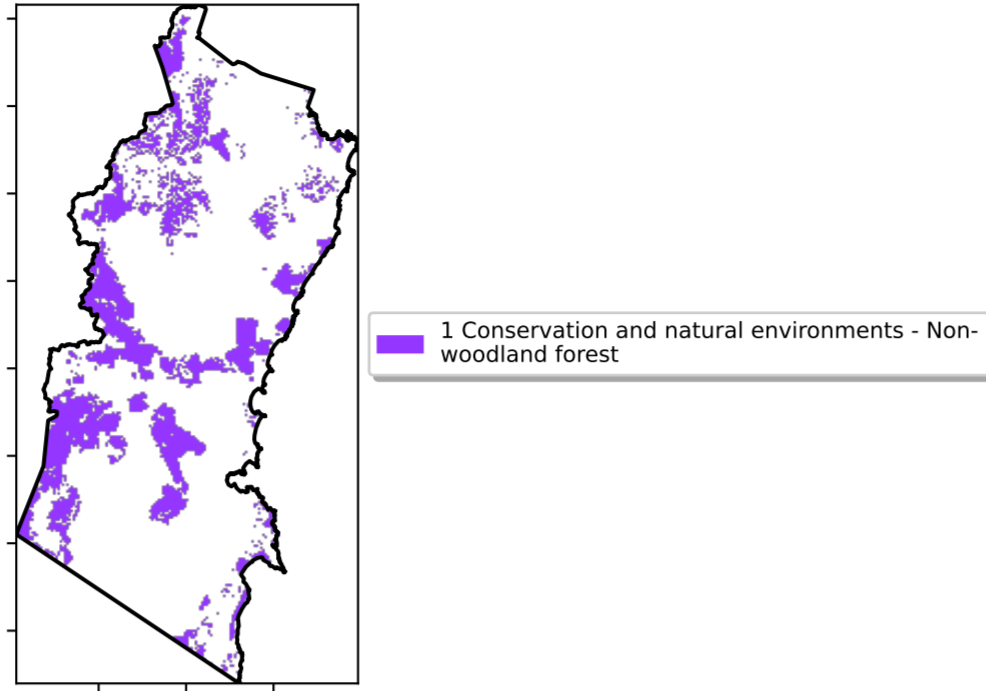 1 Conservation and natural environments - Non-
woodland forest